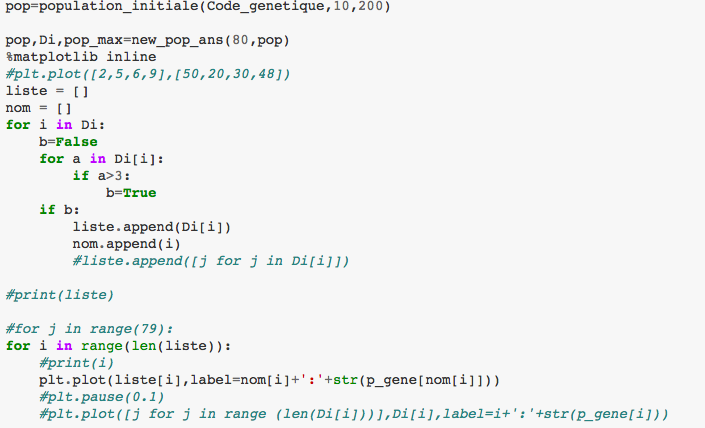 pop=population_initiale(Code_genetique,10,200)
pop,Di,pop_max=new_pop_ans(80,pop)
%matplotlib inline
#plt.plot([2,5,6,9],[50,20,30,48])
liste = []
nom = []
for i in Di:
    b=False
    for a in Di[i]:
        if a>3:
            b=True
    if b:
        liste.append(Di[i])
        nom.append(i)
        #liste.append([j for j in Di[i]])
#print(liste)
#for j in range(79):
for i in range(len(liste)):
    #print(i)
    plt.plot(liste[i],label=nom[i]+':'+str(p_gene[nom[i]]))
    #plt.pause(0.1)
    #plt.plot([j for j in range (len(Di[i]))],Di[i],label=i+':'+str(p_gene[i]))